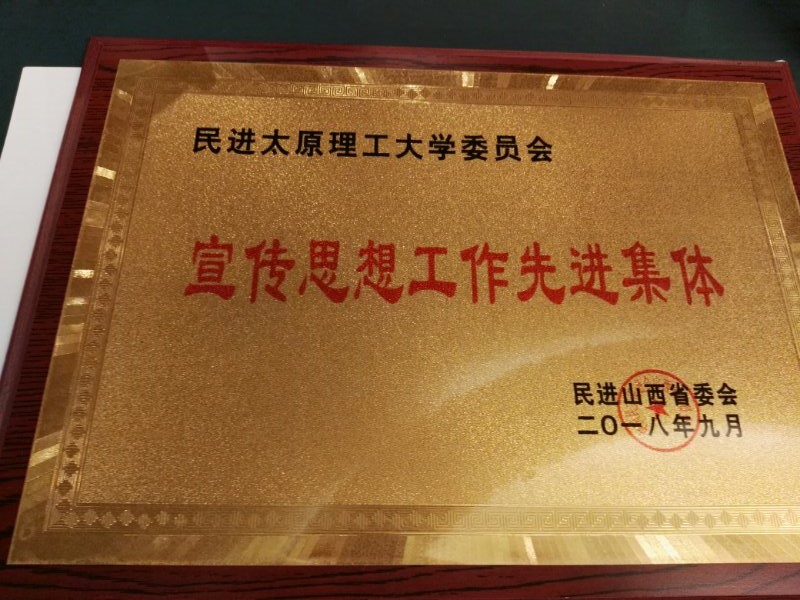 民进太原理工大学委员会
宣传思想工作先进集体
民进山西省委会
二〇一八年九月